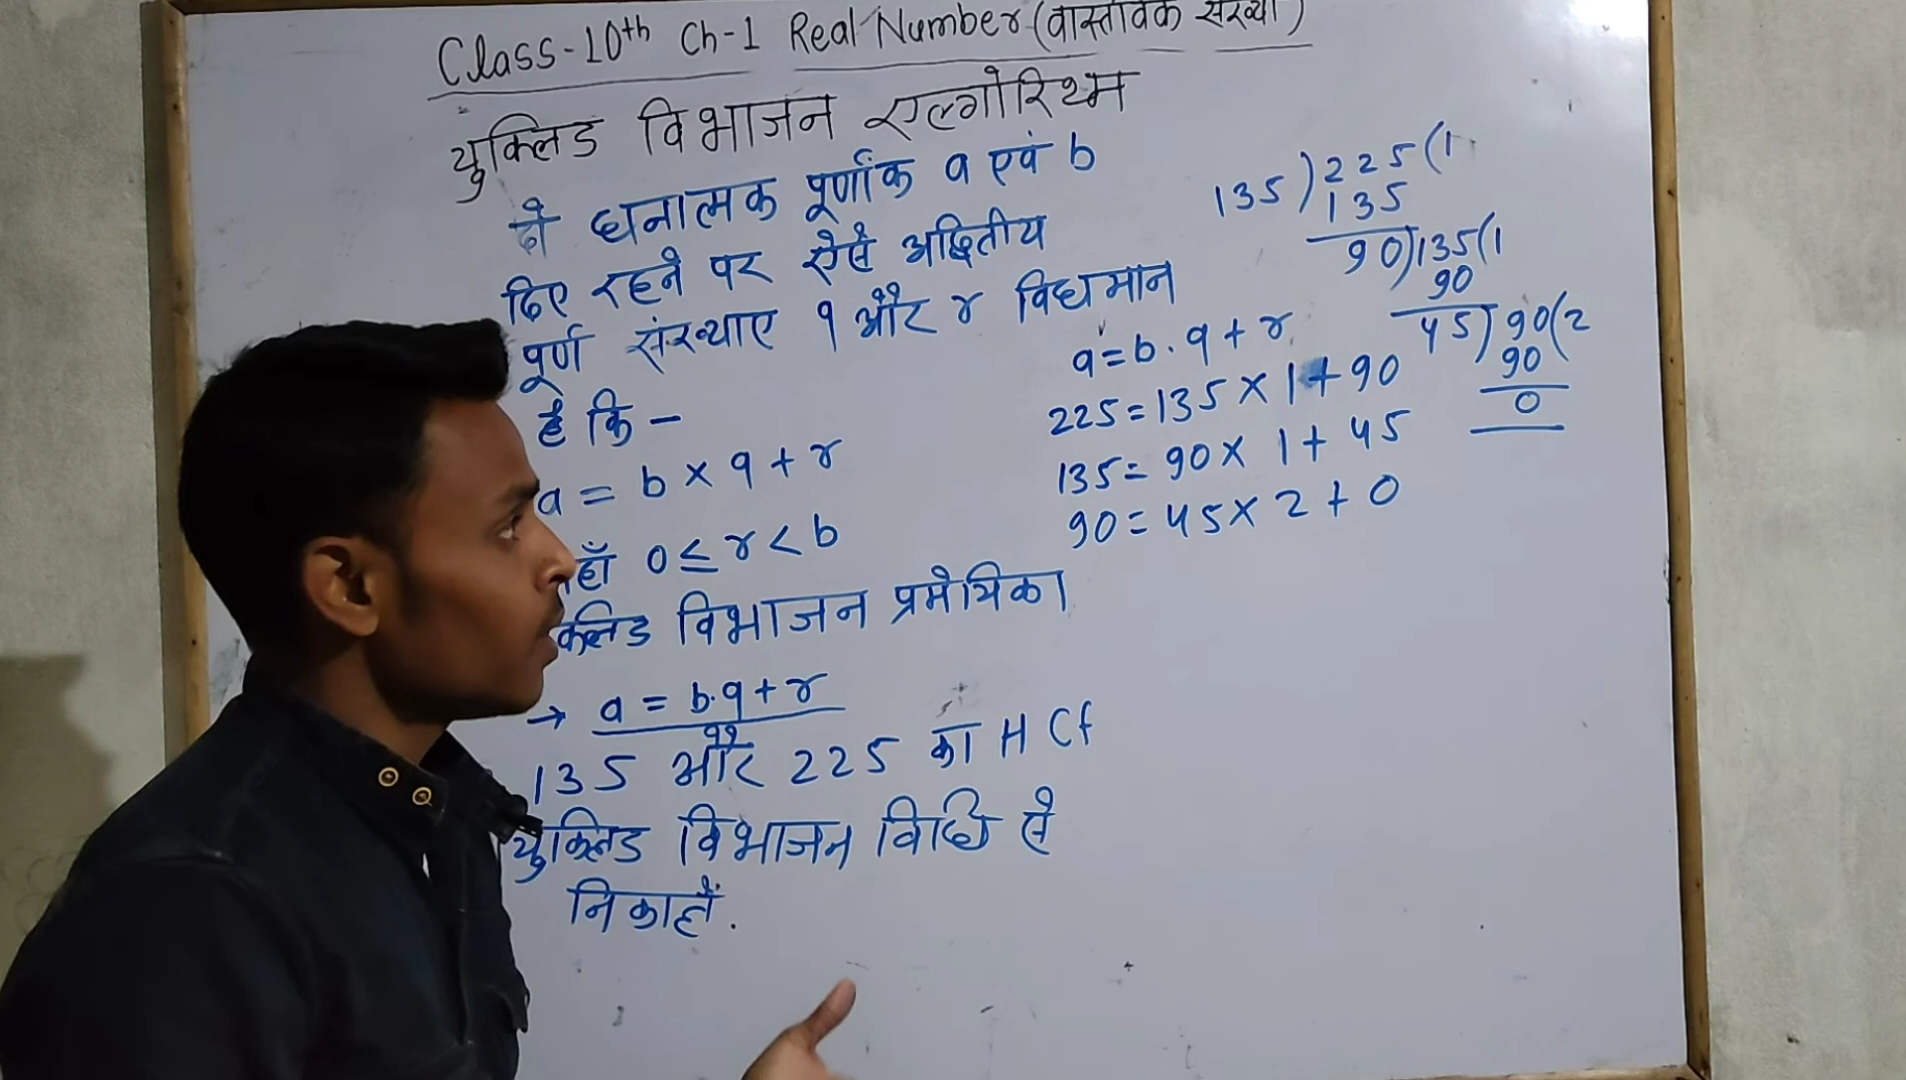 Class-10th Ch-1 Real Number (वास्तविक संख्या)
युक्लिड विभाजन एल्गोरिथ्म
दो धनात्मक पूर्णांक a एवं b
दिए रहने पर ऐसे अद्वितीय
पूर्ण संख्याए q और r विद्यमान
है कि -
a = b × q + r
हाँ 0 ≤ r < b
क्लिड विभाजन प्रमेयिका
→ a = b.q + r
135 और 225 का HCf
युक्लिड विभाजन विधि से
निकालें.
135 ) 225 ( 1
135
90 ) 135 ( 1
90
45 ) 90 ( 2
90
0
a = b . q + r
225 = 135 × 1 + 90
135 = 90 × 1 + 45
90 = 45 × 2 + 0